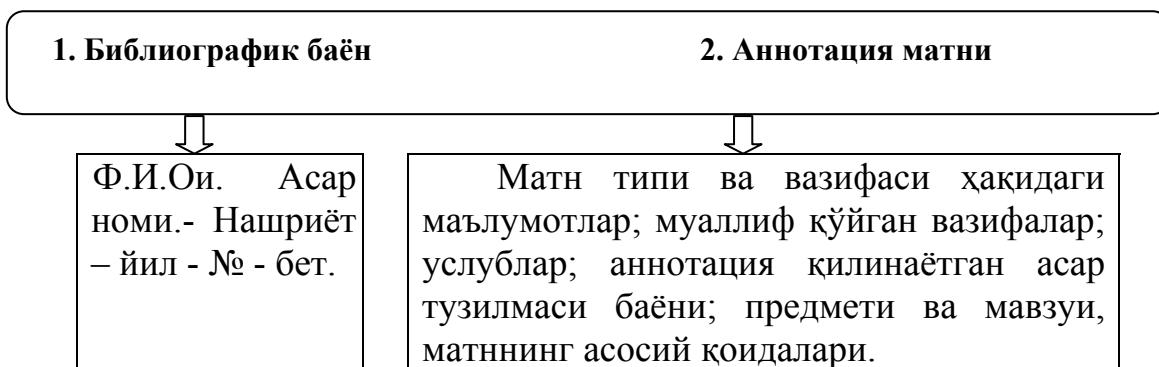 1. Библиографик баён 2. Аннотация матни
Ф.И.Ои. Асар
номи.- Нашриёт
– йил - № - бет.
Матн типи ва вазифаси ҳақидаги
маълумотлар; муаллиф қўйган вазифалар;
услублар; аннотация қилинаётган асар
тузилмаси баёни; предмети ва мавзуи,
матннинг асосий қоидалари.